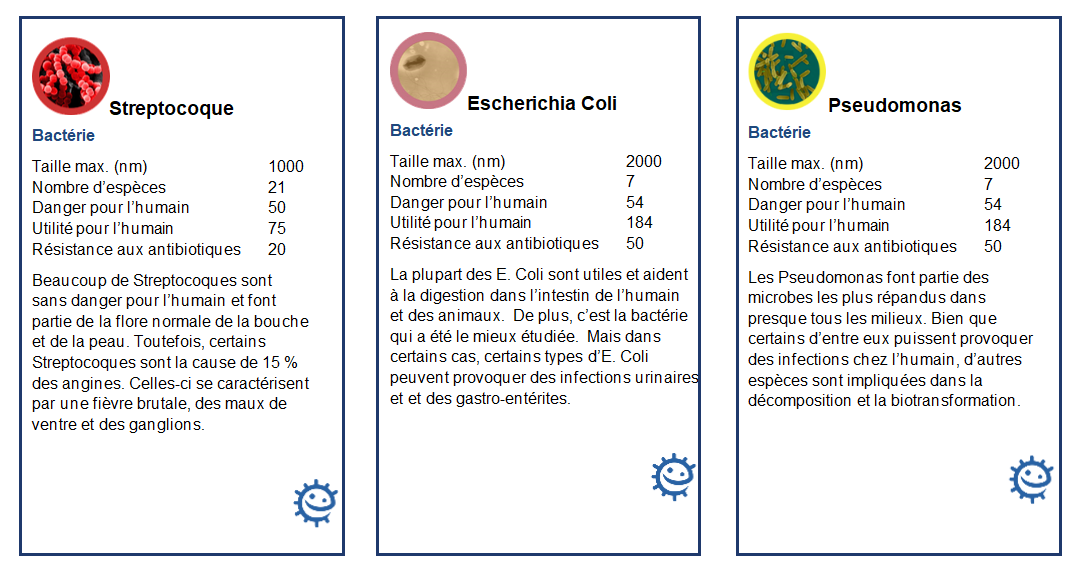 Streptocoque
Bactérie
Taille max. (nm) 1000
Nombre d’espèces 21
Danger pour l’humain 50
Utilité pour l’humain 75
Résistance aux antibiotiques 20
Beaucoup de Streptocoques sont
sans danger pour l’humain et font
partie de la flore normale de la bouche
et de la peau. Toutefois, certains
Streptocoques sont la cause de 15 %
des angines. Celles-ci se caractérisent
par une fièvre brutale, des maux de
ventre et des ganglions.
Escherichia Coli
Bactérie
Taille max. (nm) 2000
Nombre d’espèces 7
Danger pour l’humain 54
Utilité pour l’humain 184
Résistance aux antibiotiques 50
La plupart des E. Coli sont utiles et aident
à la digestion dans l’intestin de l’humain
et des animaux. De plus, c’est la bactérie
qui a été le mieux étudiée. Mais dans
certains cas, certains types d’E. Coli
peuvent provoquer des infections urinaires
et et des gastro-entérites.
Pseudomonas
Bactérie
Taille max. (nm) 2000
Nombre d’espèces 7
Danger pour l’humain 54
Utilité pour l’humain 184
Résistance aux antibiotiques 50
Les Pseudomonas font partie des
microbes les plus répandus dans
presque tous les milieux. Bien que
certains d’entre eux puissent provoquer
des infections chez l’humain, d’autres
espèces sont impliquées dans la
décomposition et la biotransformation.